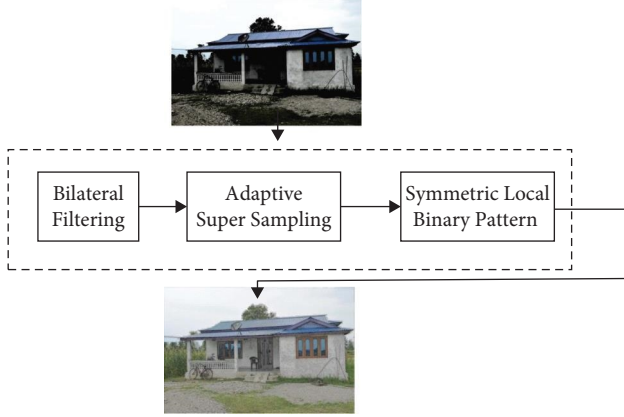 Bilateral
Filtering
Adaptive
Super Sampling
Symmetric Local
Binary Pattern